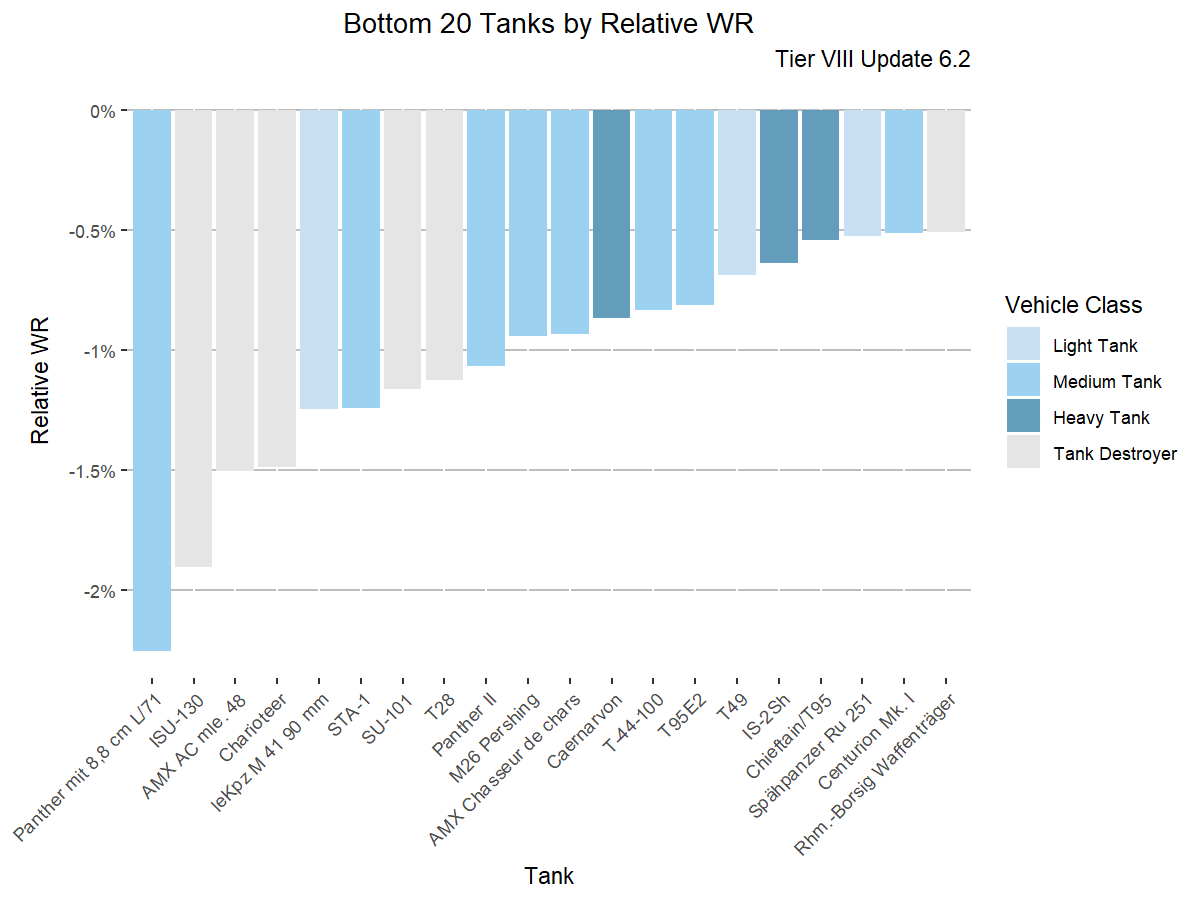 Bottom 20 Tanks by Relative WR
Tier VIII Update 6.2
0%
-0.5%
-1%
-1.5%
-2%
Relative WR
Panther mit 8,8 cm L/71
ISU-130
AMX AC mle. 48
Charioteer
leKpz M 41 90 mm
STA-1
SU-101
T28
Panther II
M26 Pershing
AMX Chasseur de chars
Caernarvon
T-44-100
T95E2
T49
IS-2Sh
Chieftain/T95
Spähpanzer Ru 251
Centurion Mk. I
Rhm.-Borsig Waffenträger
Tank
Vehicle Class
Light Tank
Medium Tank
Heavy Tank
Tank Destroyer